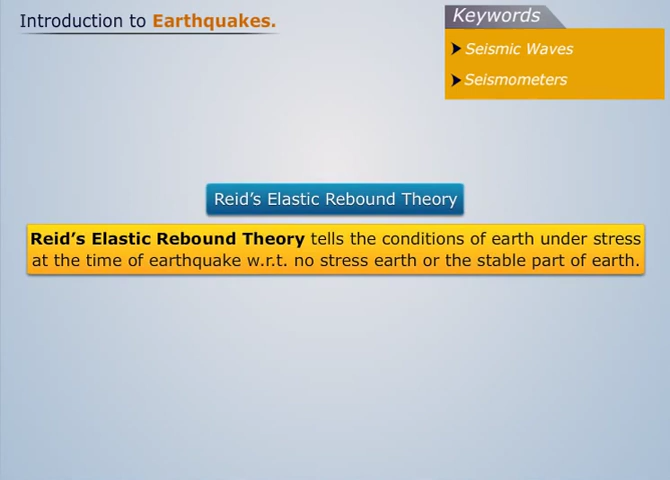 Introduction to Earthquakes.
Keywords
Seismic Waves
Seismometers
Reid's Elastic Rebound Theory
Reid's Elastic Rebound Theory tells the conditions of earth under stress
at the time of earthquake w.r.t. no stress earth or the stable part of earth.